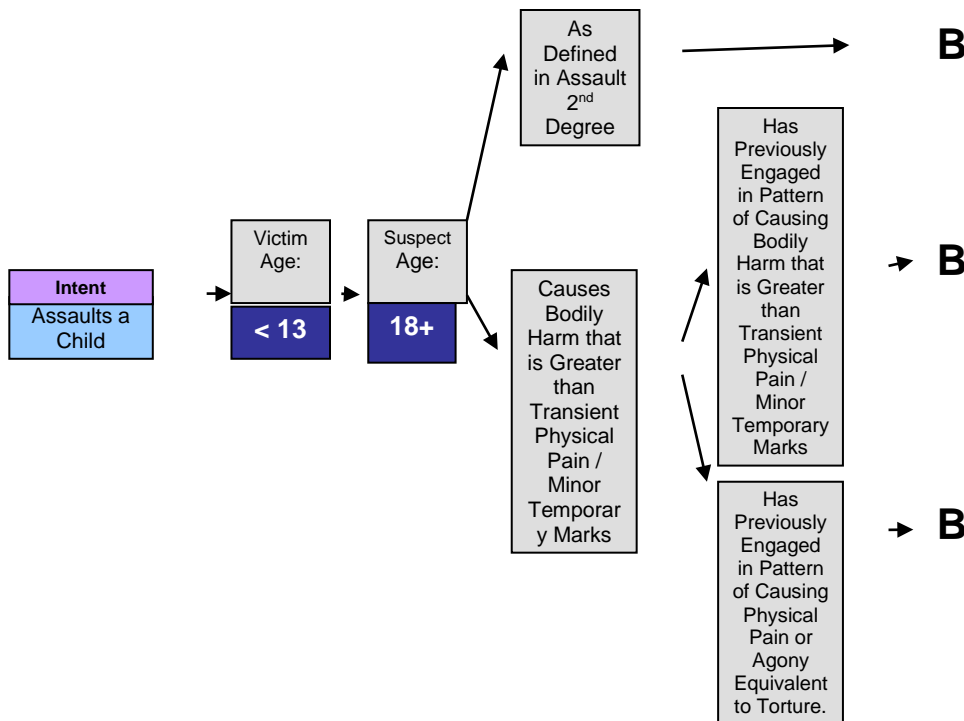 Intent
Assaults a
Child
Victim
Age:
< 13
Suspect
Age:
18+
As
Defined
in Assault
2nd
Degree
B
Causes
Bodily
Harm that
is Greater
than
Transient
Physical
Pain /
Minor
Temporar
y Marks
Has
Previously
Engaged
in Pattern
of Causing
Bodily
Harm that
is Greater
than
Transient
Physical
Pain /
Minor
Temporary
Marks
B
Has
Previously
Engaged
in Pattern
of Causing
Physical
Pain or
Agony
Equivalent
to Torture.
B